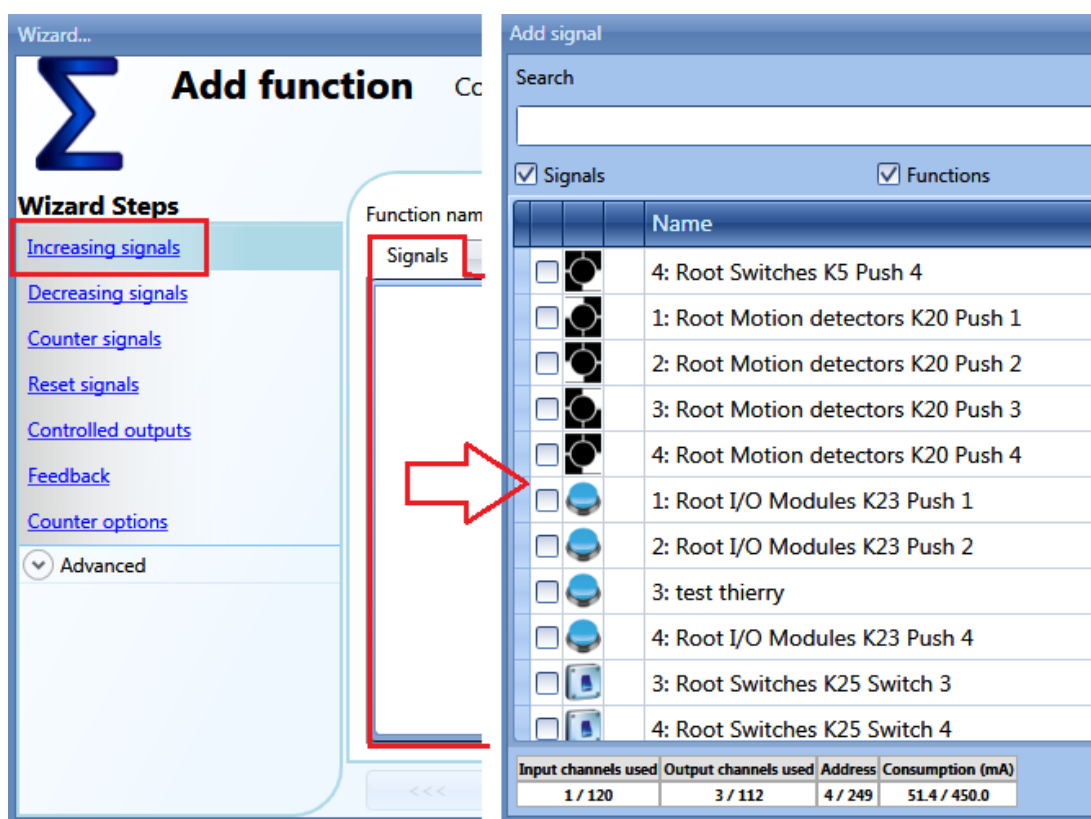 Wizard...
Add function Co
Wizard Steps
Increasing signals
Decreasing signals
Counter signals
Reset signals
Controlled outputs
Feedback
Counter options
Advanced
Function nam
Signals
<<<
Add signal
Search
Signals Functions
Name
4: Root Switches K5 Push 4
1: Root Motion detectors K20 Push 1
2: Root Motion detectors K20 Push 2
3: Root Motion detectors K20 Push 3
4: Root Motion detectors K20 Push 4
1: Root I/O Modules K23 Push 1
2: Root I/O Modules K23 Push 2
3: test thierry
4: Root I/O Modules K23 Push 4
3: Root Switches K25 Switch 3
4: Root Switches K25 Switch 4
Input channels used Output channels used Address Consumption (mA)
1 / 120 3 / 112 4 / 249 51.4 / 450.0